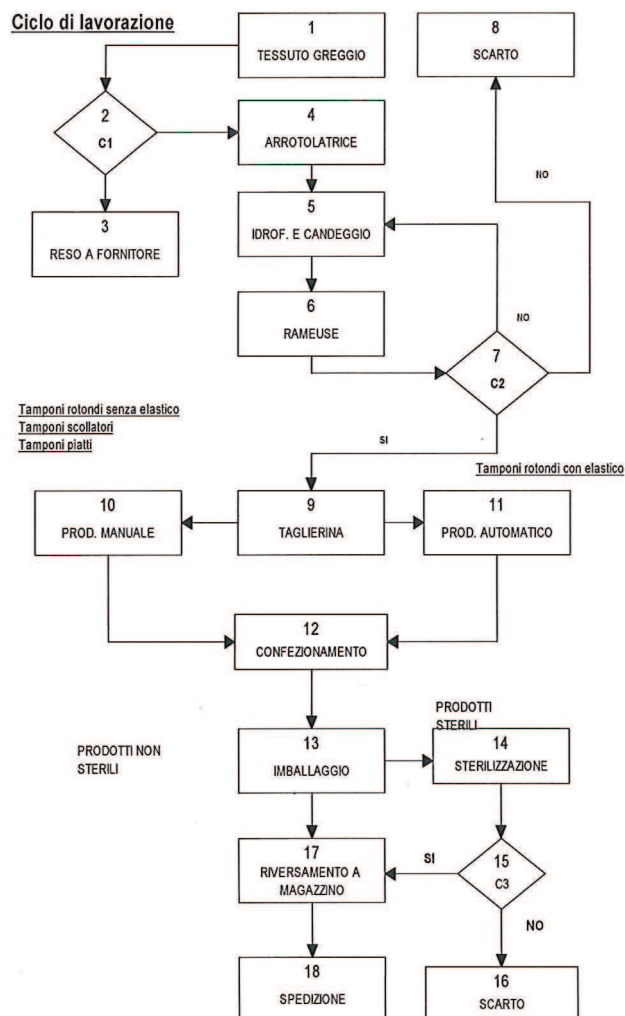 Ciclo di lavorazione
1
TESSUTO GREGGIO
8
SCARTO
2
C1
4
ARROTOLATRICE
NO
3
RESO A FORNITORE
5
IDROF. E CANDEGGIO
6
RAMEUSE
NO
7
C2
Tamponi rotondi senza elastico
Tamponi scollatori
Tamponi piatti
SI
Tamponi rotondi con elastico
10
PROD. MANUALE
9
TAGLIERINA
11
PROD. AUTOMATICO
12
CONFEZIONAMENTO
PRODOTTI
STERILI
PRODOTTI NON
STERILI
13
IMBALLAGGIO
14
STERILIZZAZIONE
17
RIVERSAMENTO A
MAGAZZINO
SI
15
C3
NO
18
SPEDIZIONE
16
SCARTO